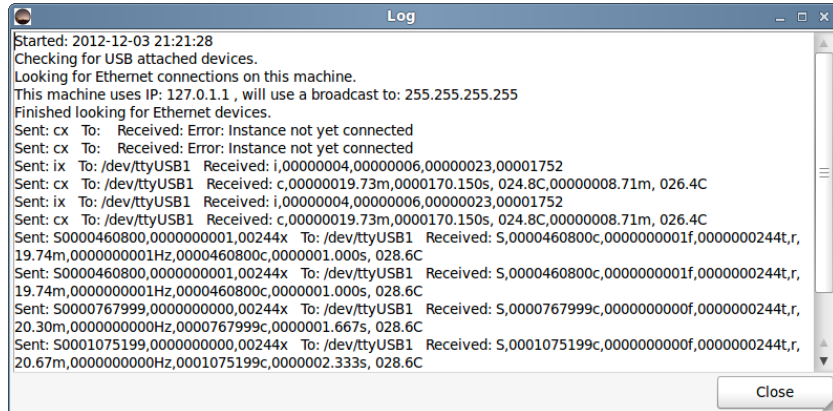 Log
Started: 2012-12-03 21:21:28
Checking for USB attached devices.
Looking for Ethernet connections on this machine.
This machine uses IP: 127.0.1.1 , will use a broadcast to: 255.255.255.255
Finished looking for Ethernet devices.
Sent: cx   To:    Received: Error: Instance not yet connected
Sent: cx   To:    Received: Error: Instance not yet connected
Sent: ix   To: /dev/ttyUSB1   Received: i,00000004,00000006,00000023,00001752
Sent: cx   To: /dev/ttyUSB1   Received: c,00000019.73m,0000170.150s, 024.8C,00000008.71m, 026.4C
Sent: ix   To: /dev/ttyUSB1   Received: i,00000004,00000006,00000023,00001752
Sent: cx   To: /dev/ttyUSB1   Received: c,00000019.73m,0000170.150s, 024.8C,00000008.71m, 026.4C
Sent: S0000460800,0000000001,00244x   To: /dev/ttyUSB1   Received: S,0000460800c,0000000001f,0000000244t,r,
19.74m,0000000001Hz,0000460800c,0000001.000s, 028.6C
Sent: S0000460800,0000000001,00244x   To: /dev/ttyUSB1   Received: S,0000460800c,0000000001f,0000000244t,r,
19.74m,0000000001Hz,0000460800c,0000001.000s, 028.6C
Sent: S0000767999,0000000000,00244x   To: /dev/ttyUSB1   Received: S,0000767999c,0000000000f,0000000244t,r,
20.30m,0000000000Hz,0000767999c,0000001.667s, 028.6C
Sent: S0001075199,0000000000,00244x   To: /dev/ttyUSB1   Received: S,0001075199c,0000000000f,0000000244t,r,
20.67m,0000000000Hz,0001075199c,0000002.333s, 028.6C
Close